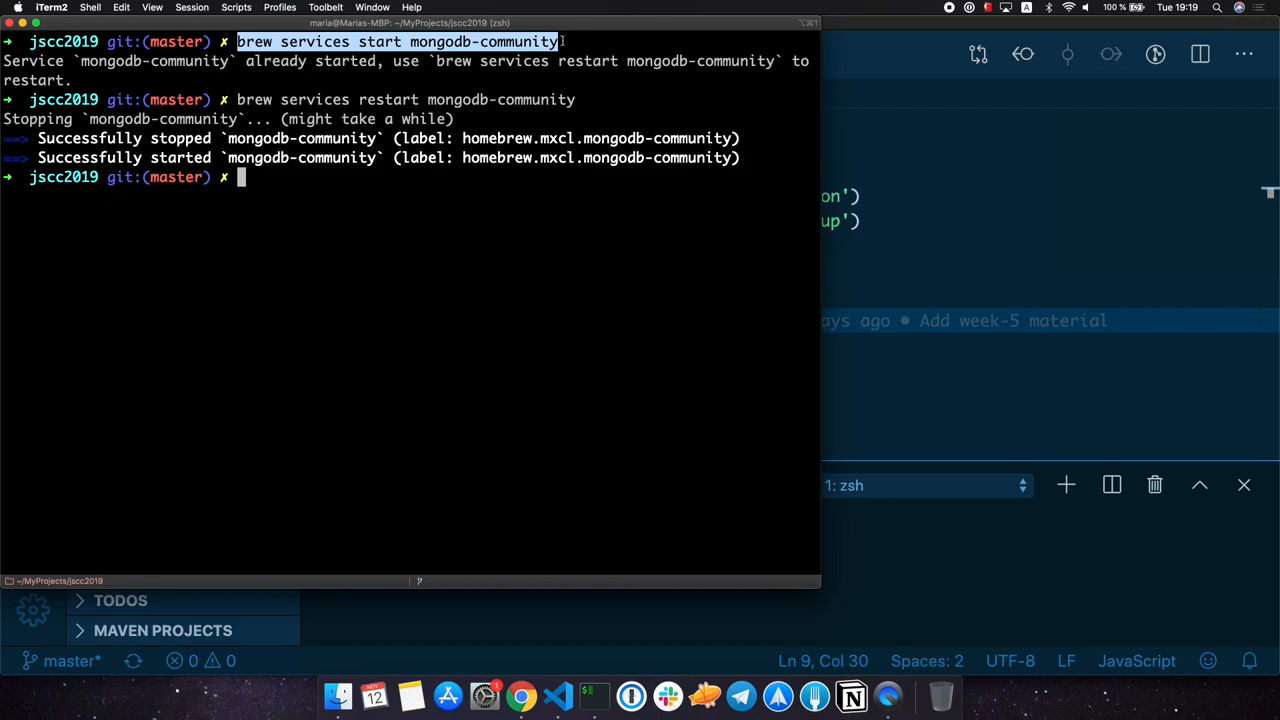 iTerm2 Shell Edit View Session Scripts Profiles Toolbelt Window Help
100 % Tue 19:19
maria@Marias-MBP: ~/MyProjects/jscc2019 (zsh)
⌥⌘1
➜ jscc2019 git:(master) ✗ brew services start mongodb-community
Service `mongodb-community` already started, use `brew services restart mongodb-community` to
restart.
➜ jscc2019 git:(master) ✗ brew services restart mongodb-community
Stopping `mongodb-community`... (might take a while)
==> Successfully stopped `mongodb-community` (label: homebrew.mxcl.mongodb-community)
==> Successfully started `mongodb-community` (label: homebrew.mxcl.mongodb-community)
➜ jscc2019 git:(master) ✗
on')
up')
ays ago • Add week-5 material
1: zsh
~/MyProjects/jscc2019
TODOS
MAVEN PROJECTS
master* 0 0
Ln 9, Col 30 Spaces: 2 UTF-8 LF JavaScript
NOV
12
1
$